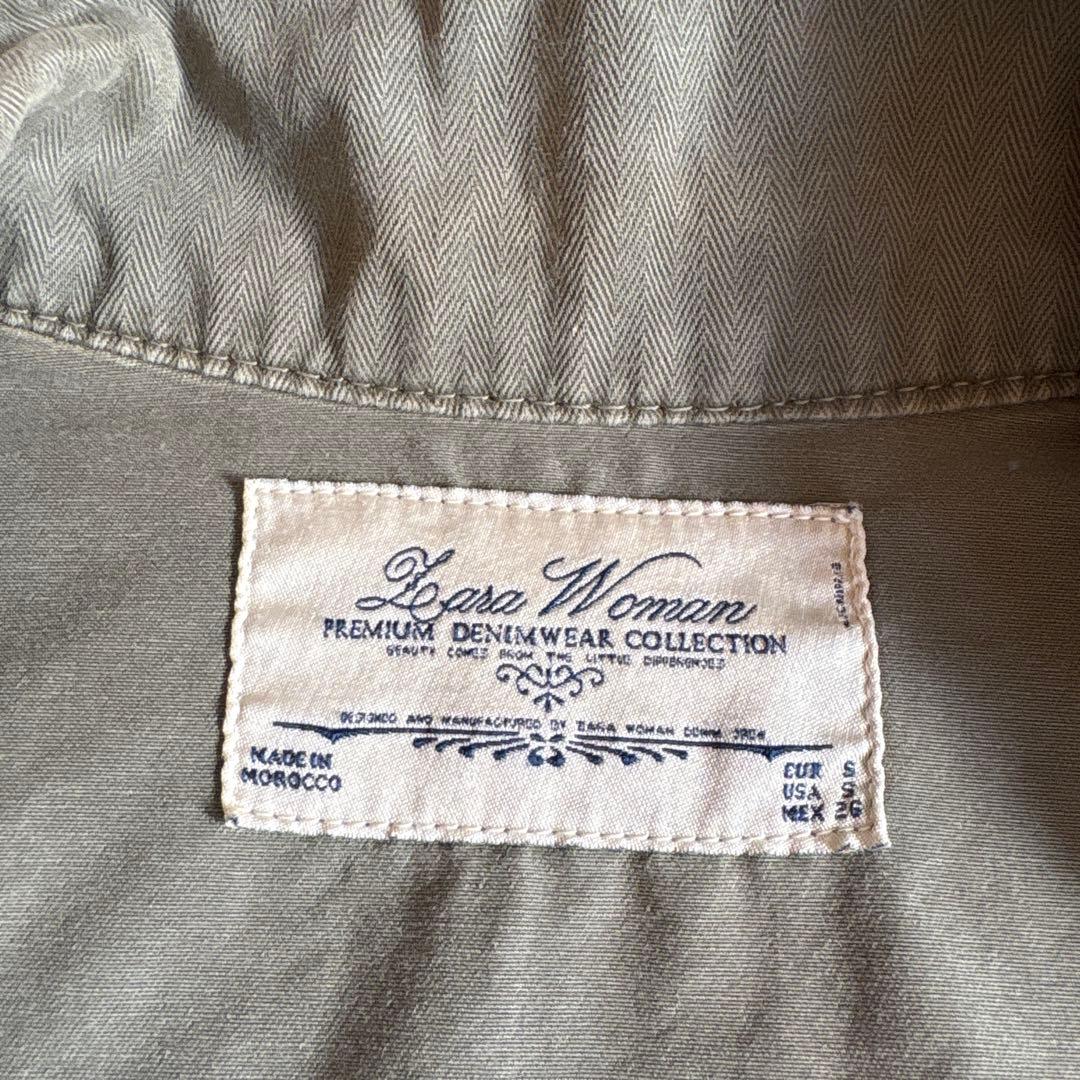 Zara Woman
PREMIUM DENIMWEAR COLLECTION
BEAUTY COMES FROM THE LITTLE DIFFERENCES
DESIGNED AND MANUFACTURED BY ZARA WOMAN DENIM
MADE IN
MOROCCO
EUR S
USA S
MEX 26